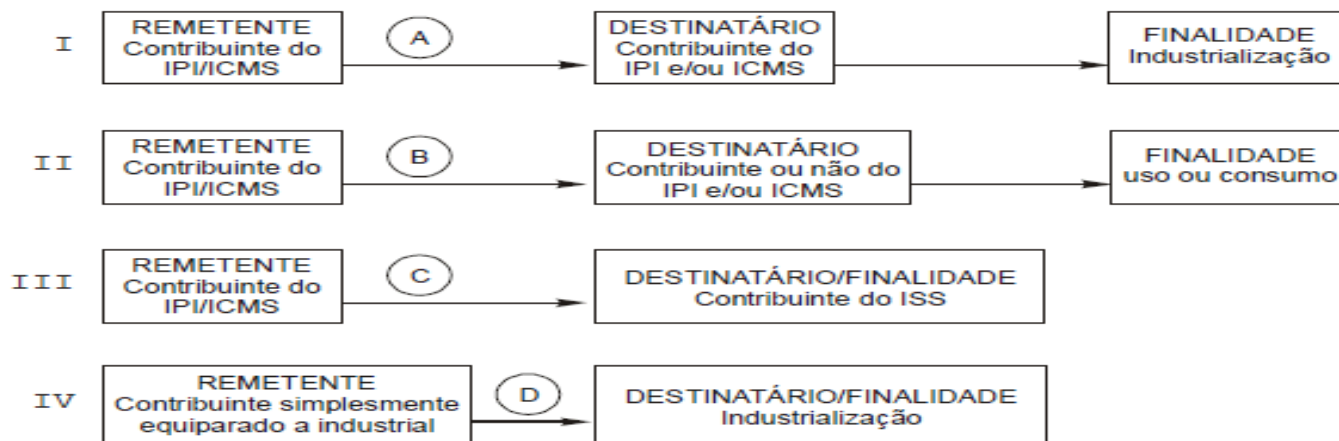 I
REMETENTE
Contribuinte do
IPI/ICMS
A
DESTINATÁRIO
Contribuinte do
IPI e/ou ICMS
FINALIDADE
Industrialização
II
REMETENTE
Contribuinte do
IPI/ICMS
B
DESTINATÁRIO
Contribuinte ou não do
IPI e/ou ICMS
FINALIDADE
uso ou consumo
III
REMETENTE
Contribuinte do
IPI/ICMS
C
DESTINATÁRIO/FINALIDADE
Contribuinte do ISS
IV
REMETENTE
Contribuinte simplesmente
equiparado a industrial
D
DESTINATÁRIO/FINALIDADE
Industrialização